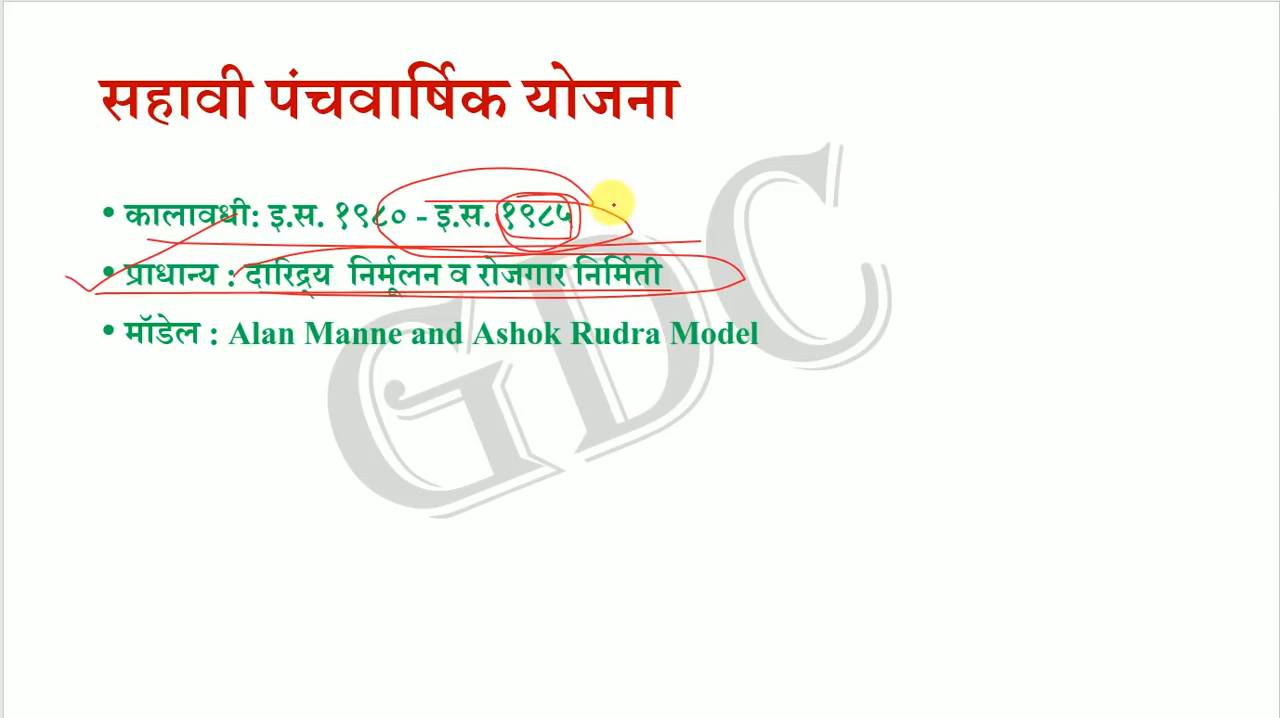 सहावी पंचवार्षिक योजना
• कालावधी: इ.स. १९८० - इ.स. १९८५
• प्राधान्य : दारिद्र्य निर्मूलन व रोजगार निर्मिती
• मॉडेल : Alan Manne and Ashok Rudra Model
GDC